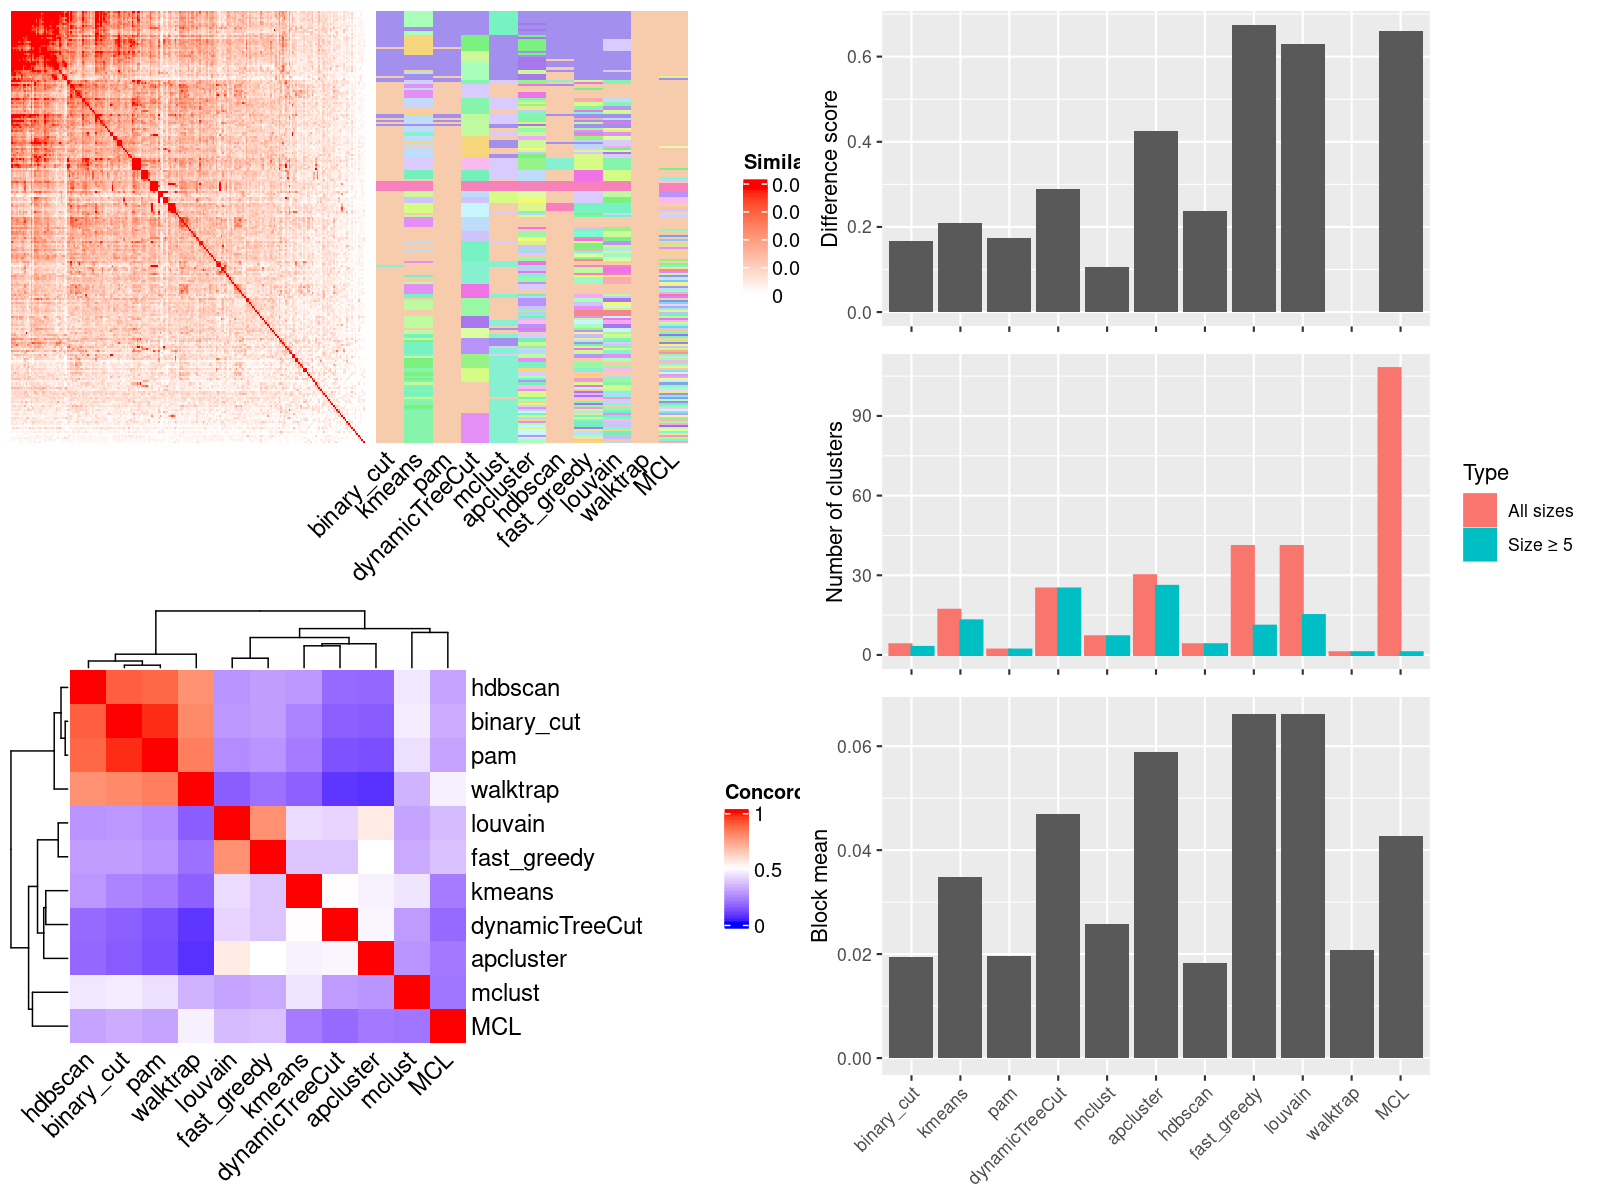 Simila
0.0
0.0
0.0
0.0
0
binary_cut
kmeans
pam
dynamicTreeCut
mclust
apcluster
hdbscan
fast_greedy
louvain
walktrap
MCL
hdbscan
binary_cut
pam
walktrap
louvain
fast_greedy
kmeans
dynamicTreeCut
apcluster
mclust
MCL
hdbscan
binary_cut
pam
walktrap
louvain
fast_greedy
kmeans
dynamicTreeCut
apcluster
mclust
MCL
Concord
1
0.5
0
Difference score
0.6
0.4
0.2
0.0
Number of clusters
90
60
30
0
Type
All sizes
Size ≥ 5
Block mean
0.06
0.04
0.02
0.00
binary_cut
kmeans
pam
dynamicTreeCut
mclust
apcluster
hdbscan
fast_greedy
louvain
walktrap
MCL